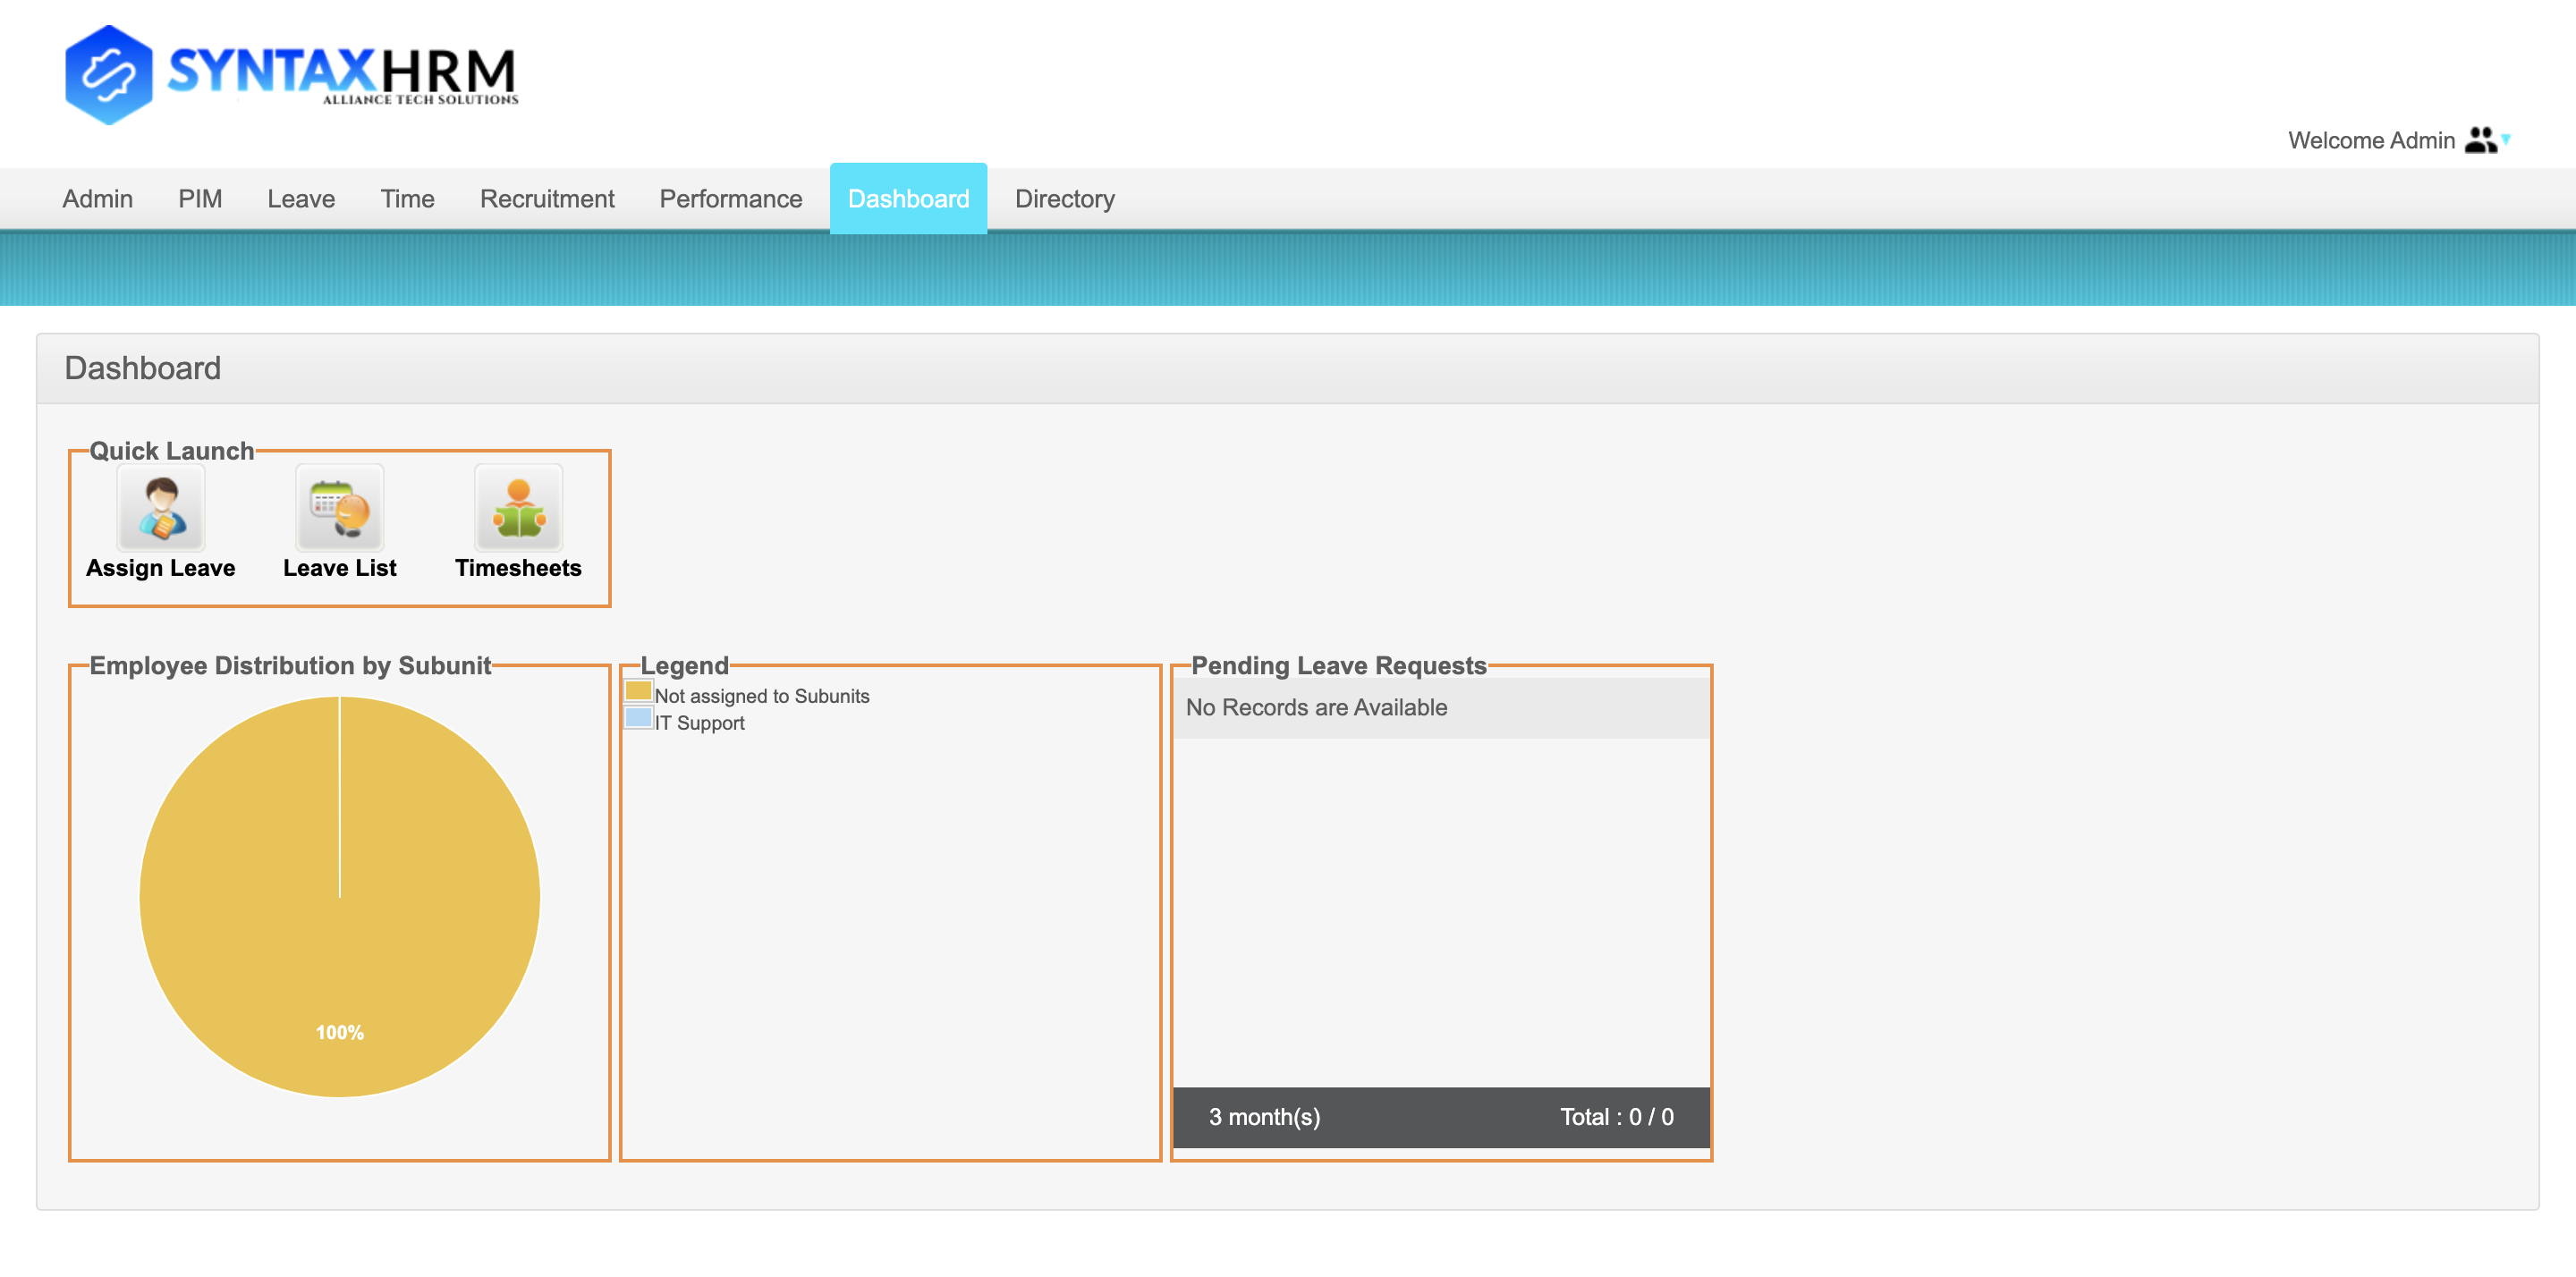 SYNTAXHRM
ALLIANCE TECH SOLUTIONS
Welcome Admin
Admin PIM Leave Time Recruitment Performance Dashboard Directory
Dashboard
Quick Launch
Assign Leave Leave List Timesheets
Employee Distribution by Subunit
100%
Legend
Not assigned to Subunits
IT Support
Pending Leave Requests
No Records are Available
3 month(s) Total : 0 / 0